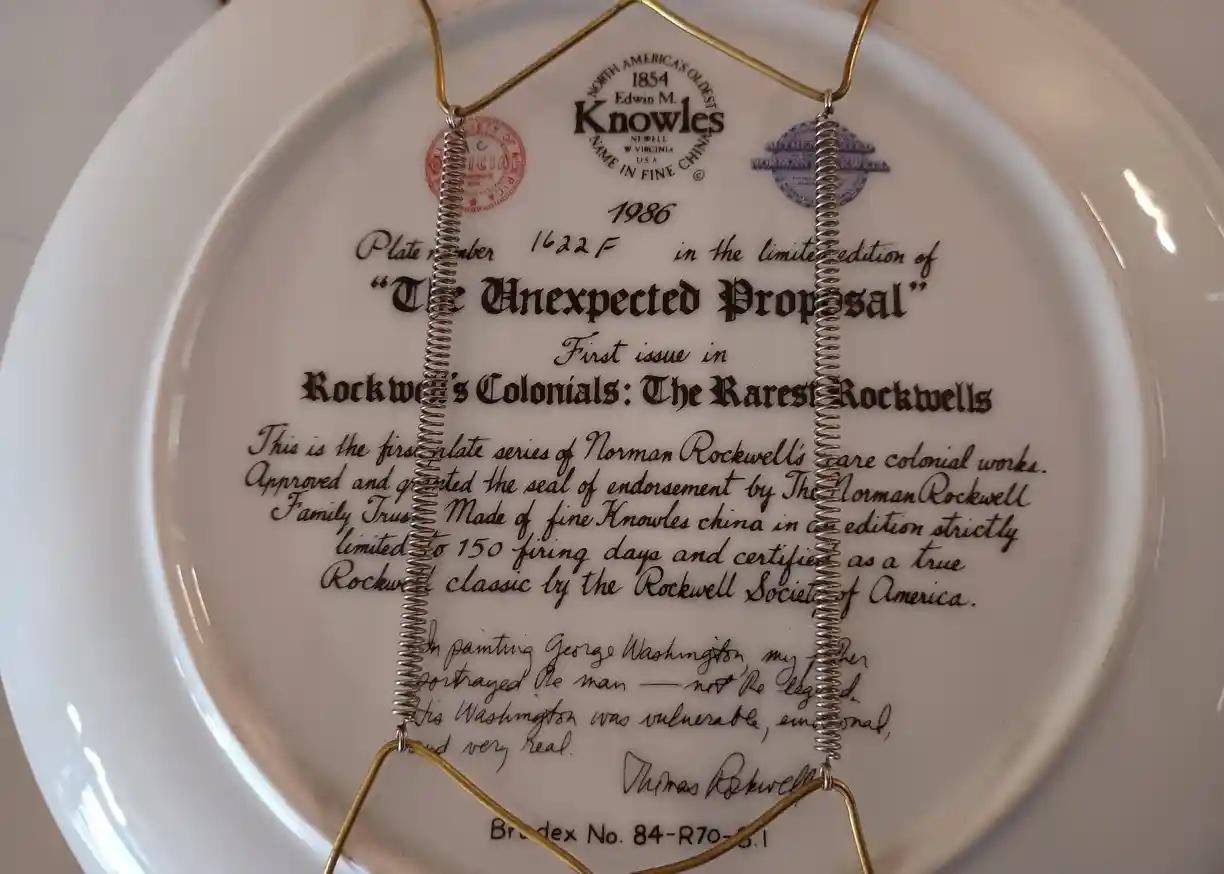 NORTH AMERICA'S OLDEST
1854
Edwin M.
Knowles
NEWELL
W VIRGINIA
U.S.A
NAME IN FINE CHINA
©
1986
Plate number 1622F in the limited edition of
"The Unexpected Proposal"
First issue in
Rockwell's Colonials: The Rarest Rockwells
This is the first plate series of Norman Rockwell's rare colonial works.
Approved and granted the seal of endorsement by The Norman Rockwell
Family Trust. Made of fine Knowles china in an edition strictly
limited to 150 firing days and certified as a true
Rockwell classic by the Rockwell Society of America.
In painting George Washington, my father
portrayed the man — not the legend.
His Washington was vulnerable, emotional,
and very real.
Thomas Rockwell
Bradex No. 84-R70-8.1